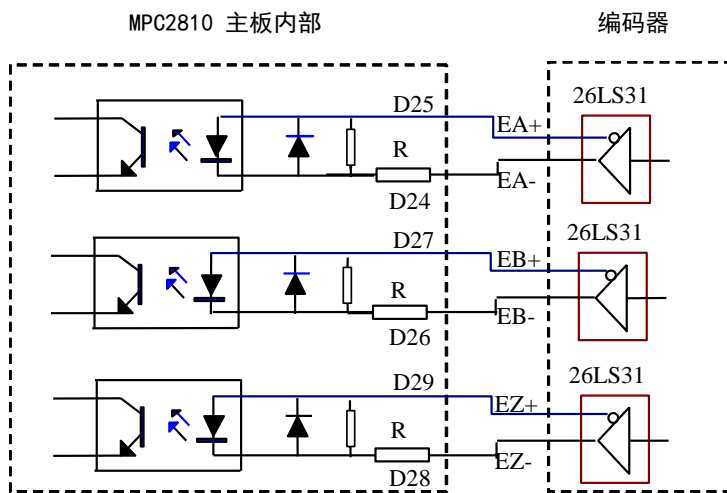 MPC2810 主板内部
编码器
26LS31
D25
EA+
R
EA-
D24
26LS31
D27
EB+
R
EB-
D26
26LS31
D29
EZ+
R
EZ-
D28